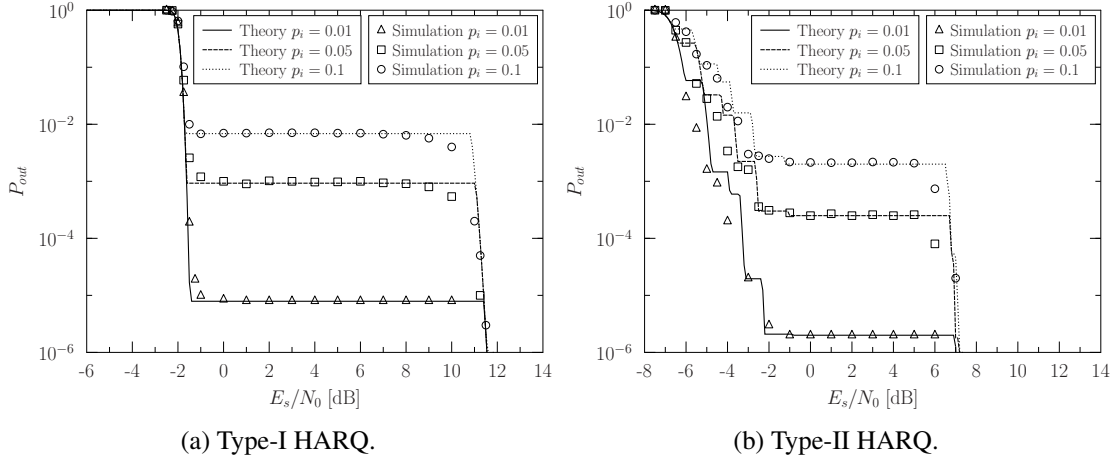 10^0
10^{-2}
10^{-4}
10^{-6}
P_{out}
Theory p_i = 0.01
Theory p_i = 0.05
Theory p_i = 0.1
Simulation p_i = 0.01
Simulation p_i = 0.05
Simulation p_i = 0.1
-6 -4 -2 0 2 4 6 8 10 12 14
E_s/N_0 [dB]
(a) Type-I HARQ.
10^0
10^{-2}
10^{-4}
10^{-6}
P_{out}
Theory p_i = 0.01
Theory p_i = 0.05
Theory p_i = 0.1
Simulation p_i = 0.01
Simulation p_i = 0.05
Simulation p_i = 0.1
-8 -6 -4 -2 0 2 4 6 8 10 12 14
E_s/N_0 [dB]
(b) Type-II HARQ.